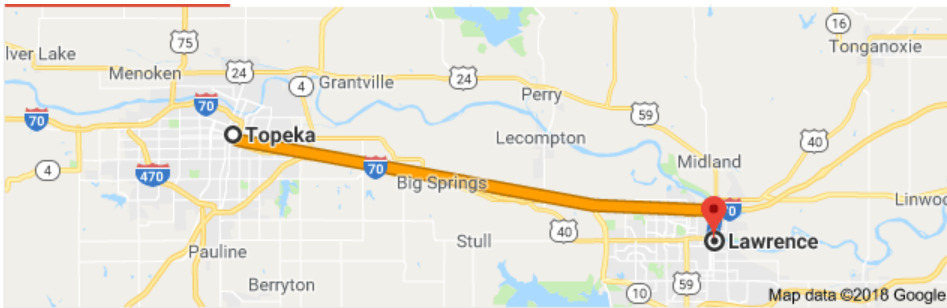 16
75
lver Lake
Tonganoxie
Menoken
24
Grantville
24
4
Perry
70
59
70
Topeka
Lecompton
40
4
470
70
Midland
Big Springs
Linwo
70
40
Stull
Lawrence
Pauline
59
Berryton
10
Map data ©2018 Google